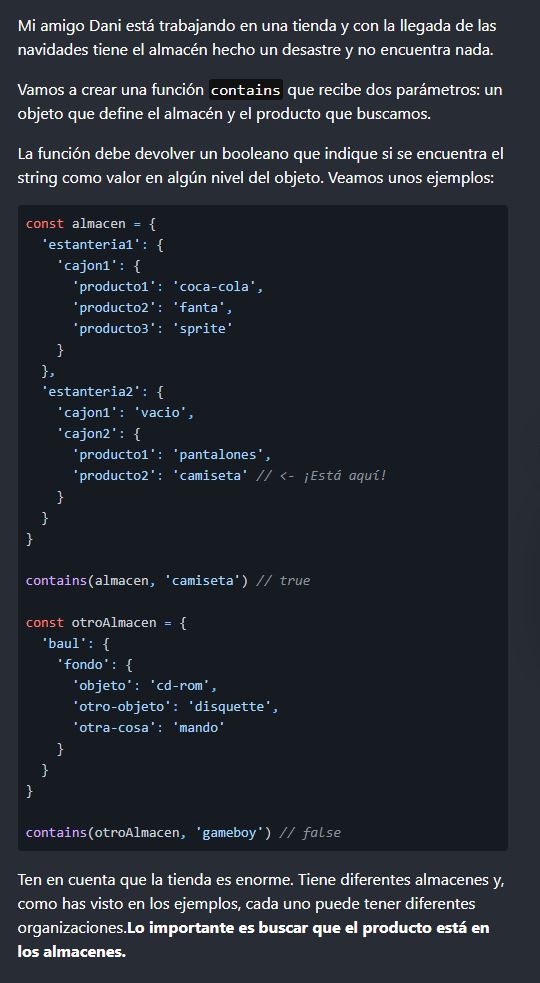 Mi amigo Dani está trabajando en una tienda y con la llegada de las
navidades tiene el almacén hecho un desastre y no encuentra nada.
Vamos a crear una función contains que recibe dos parámetros: un
objeto que define el almacén y el producto que buscamos.
La función debe devolver un booleano que indique si se encuentra el
string como valor en algún nivel del objeto. Veamos unos ejemplos:
const almacen = {
  'estanteria1': {
    'cajon1': {
      'producto1': 'coca-cola',
      'producto2': 'fanta',
      'producto3': 'sprite'
    }
  },
  'estanteria2': {
    'cajon1': 'vacio',
    'cajon2': {
      'producto1': 'pantalones',
      'producto2': 'camiseta' // <- ¡Está aquí!
    }
  }
}
contains(almacen, 'camiseta') // true
const otroAlmacen = {
  'baul': {
    'fondo': {
      'objeto': 'cd-rom',
      'otro-objeto': 'disquette',
      'otra-cosa': 'mando'
    }
  }
}
contains(otroAlmacen, 'gameboy') // false
Ten en cuenta que la tienda es enorme. Tiene diferentes almacenes y,
como has visto en los ejemplos, cada uno puede tener diferentes
organizaciones.Lo importante es buscar que el producto está en
los almacenes.